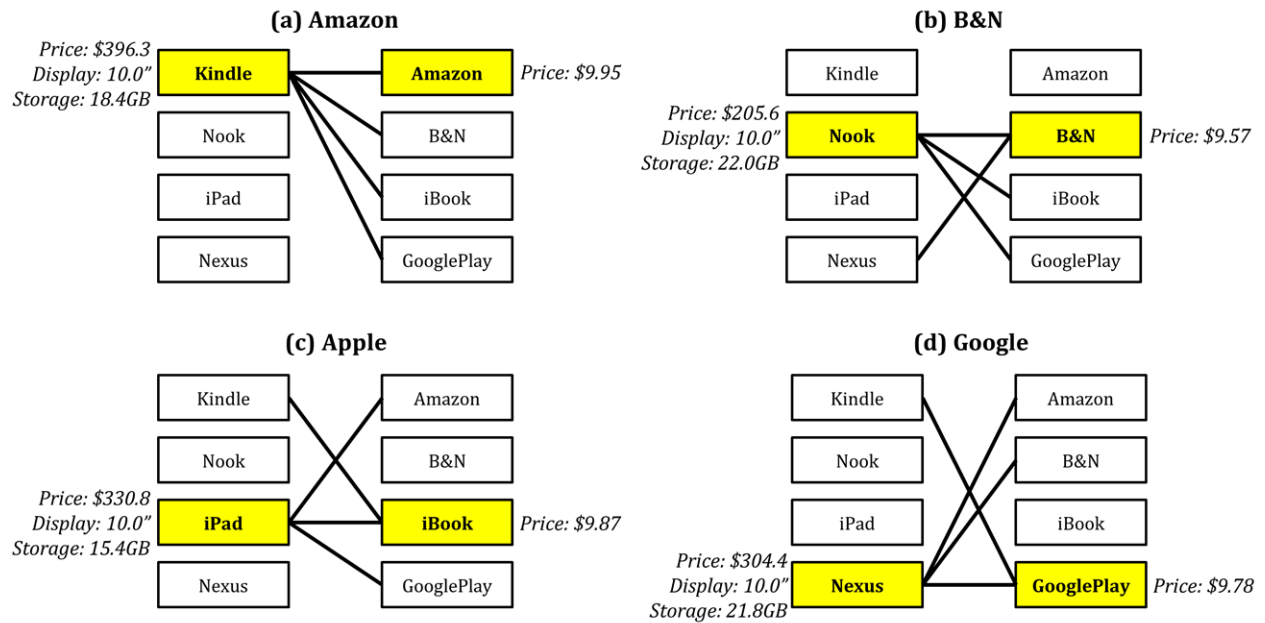 (a) Amazon
Price: $396.3
Display: 10.0”
Storage: 18.4GB
Kindle
Amazon
Price: $9.95
Nook
B&N
iPad
iBook
Nexus
GooglePlay
(b) B&N
Kindle
Amazon
Price: $205.6
Display: 10.0”
Storage: 22.0GB
Nook
B&N
Price: $9.57
iPad
iBook
Nexus
GooglePlay
(c) Apple
Kindle
Amazon
Nook
B&N
Price: $330.8
Display: 10.0”
Storage: 15.4GB
iPad
iBook
Price: $9.87
Nexus
GooglePlay
(d) Google
Kindle
Amazon
Nook
B&N
iPad
iBook
Price: $304.4
Display: 10.0”
Storage: 21.8GB
Nexus
GooglePlay
Price: $9.78